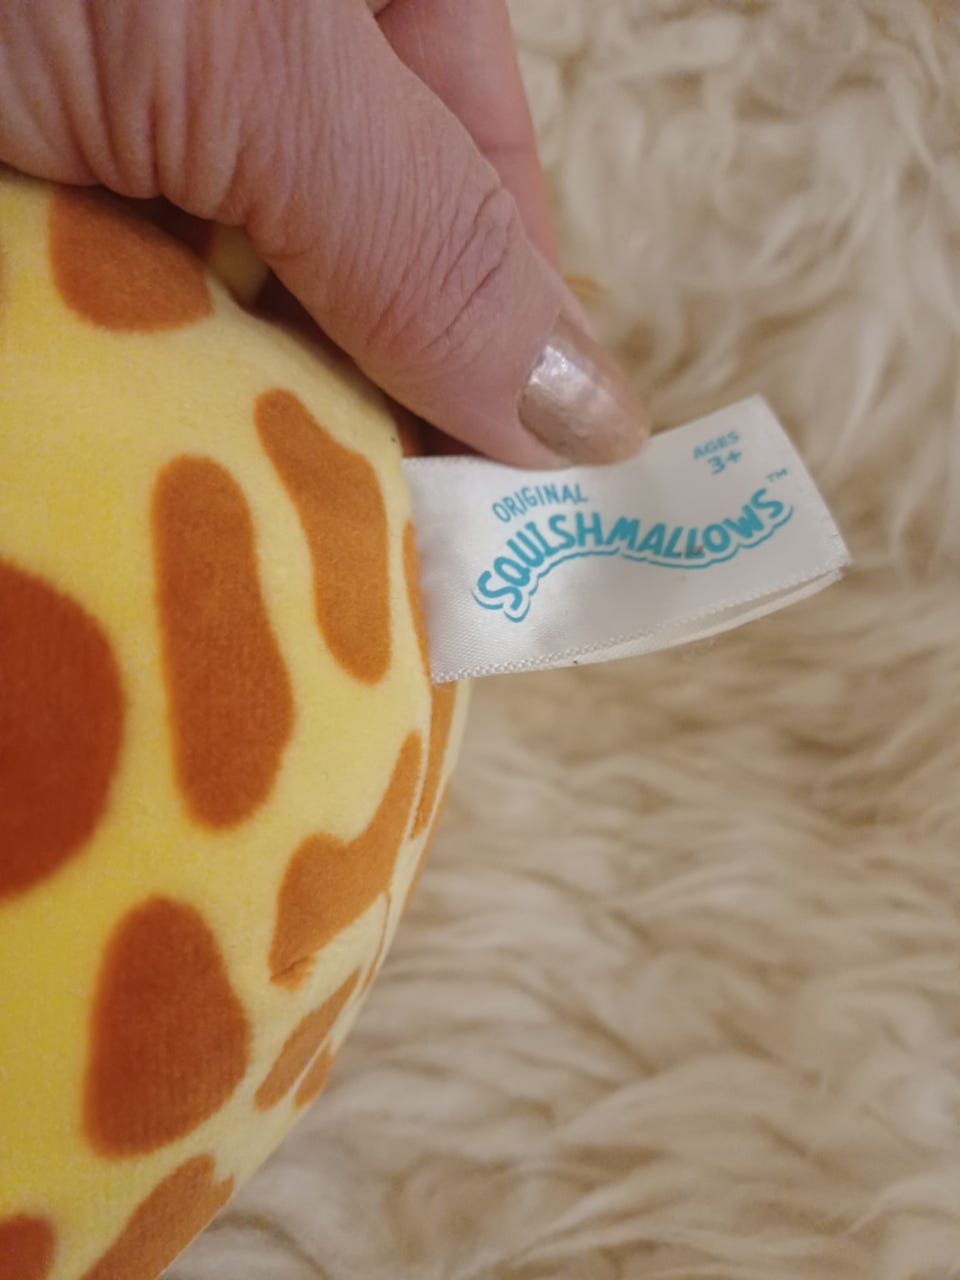 AGES
3+
ORIGINAL
SQUISHMALLOWS™